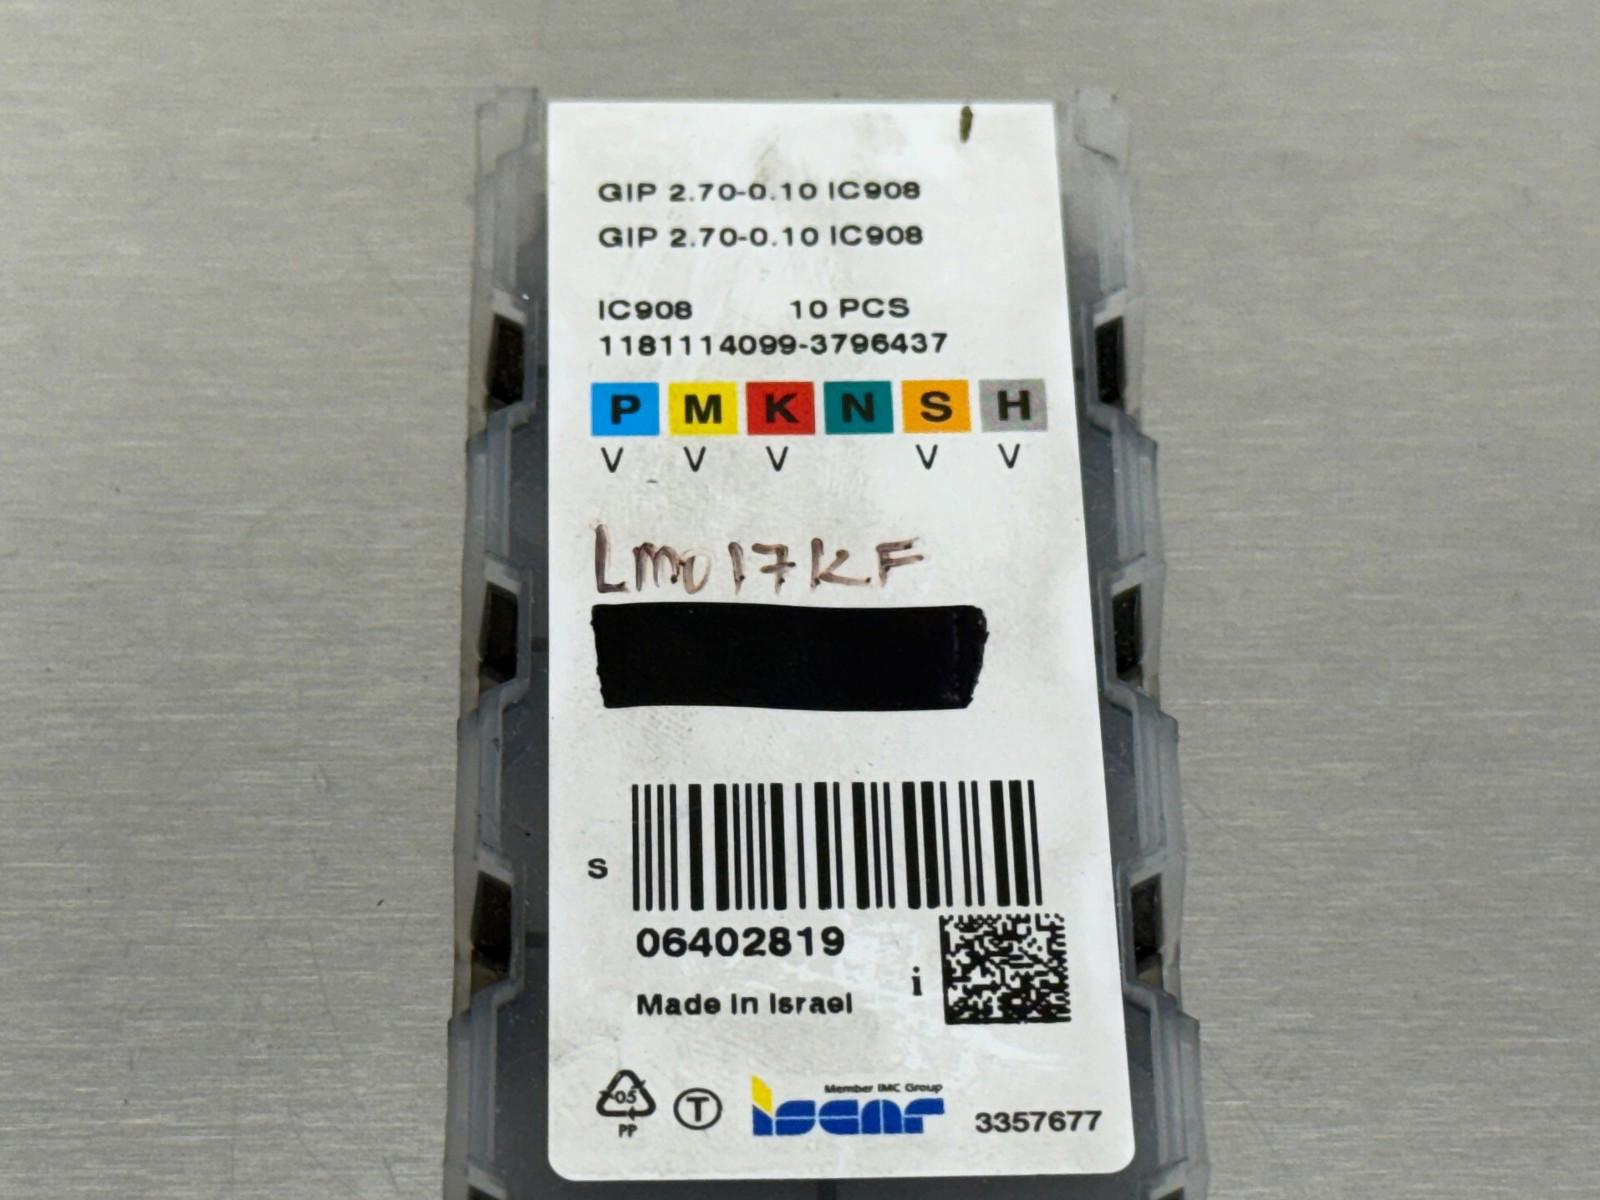 GIP 2.70-0.10 IC908
GIP 2.70-0.10 IC908
IC908 10 PCS
1181114099-3796437
P M K N S H
V V V V V
LM017KF
S
06402819
i
Made in Israel
05
PP
T
Member IMC Group
iscar
3357677